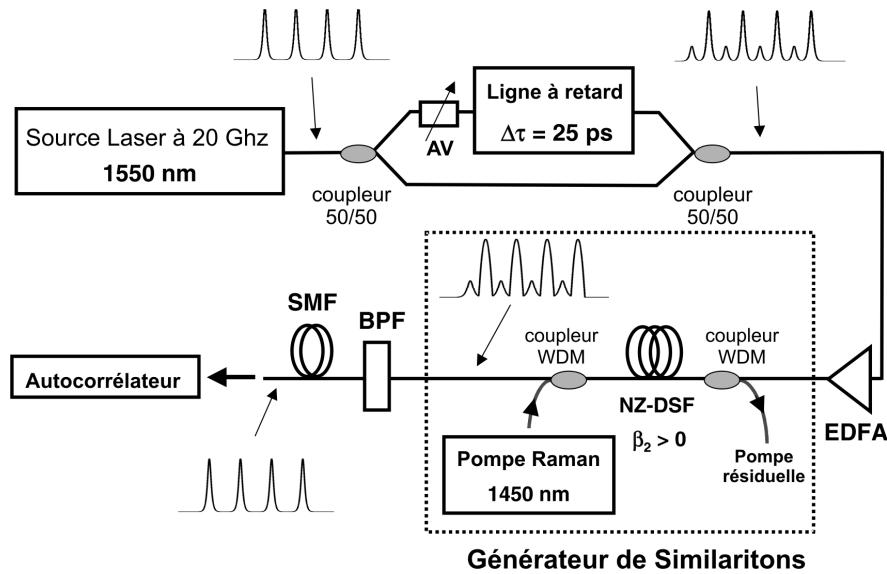 Source Laser à 20 Ghz
1550 nm
coupleur
50/50
AV
Ligne à retard
Δτ = 25 ps
coupleur
50/50
SMF
BPF
Autocorrélateur
coupleur
WDM
NZ-DSF
β₂ > 0
coupleur
WDM
EDFA
Pompe Raman
1450 nm
Pompe
résiduelle
Générateur de Similaritons